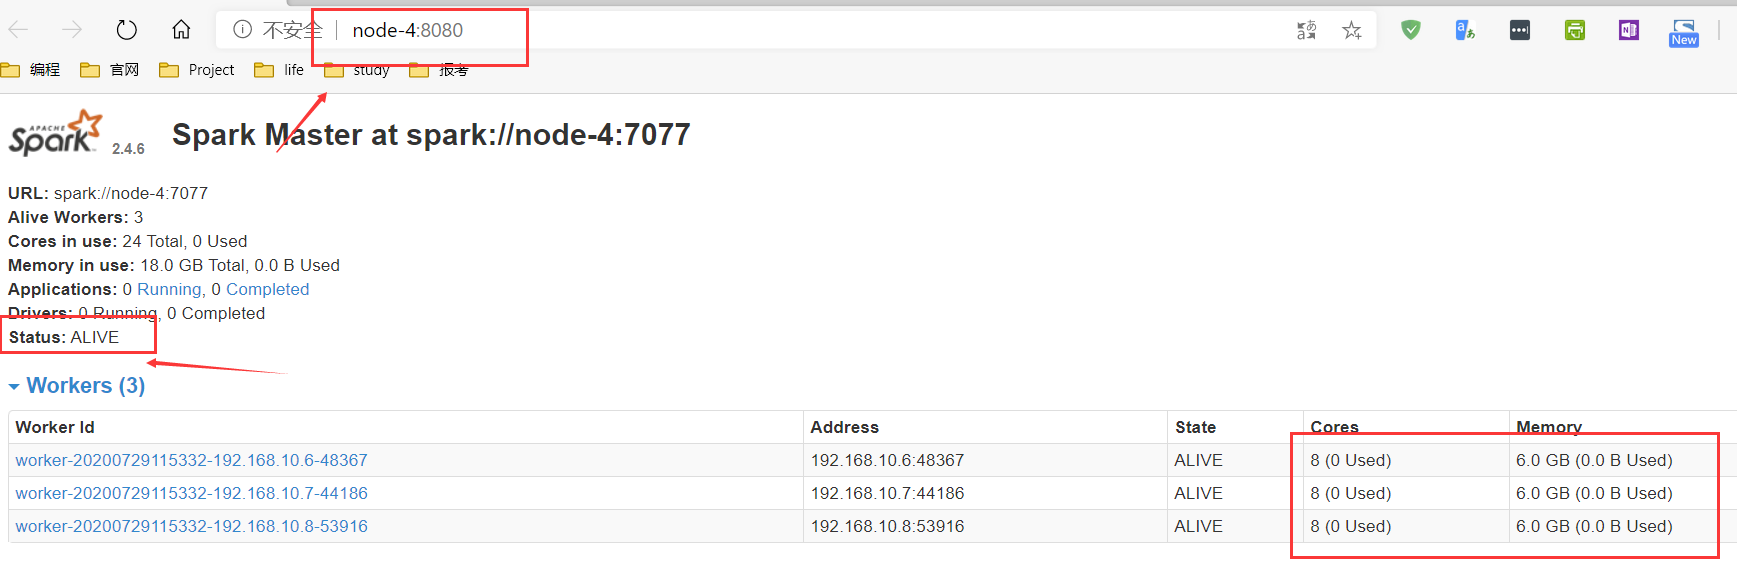 不安全 node-4:8080
New
编程 官网 Project life study 报考
APACHE
Spark 2.4.6 Spark Master at spark://node-4:7077
URL: spark://node-4:7077
Alive Workers: 3
Cores in use: 24 Total, 0 Used
Memory in use: 18.0 GB Total, 0.0 B Used
Applications: 0 Running, 0 Completed
Drivers: 0 Running, 0 Completed
Status: ALIVE
Workers (3)
Worker Id Address State Cores Memory
worker-20200729115332-192.168.10.6-48367 192.168.10.6:48367 ALIVE 8 (0 Used) 6.0 GB (0.0 B Used)
worker-20200729115332-192.168.10.7-44186 192.168.10.7:44186 ALIVE 8 (0 Used) 6.0 GB (0.0 B Used)
worker-20200729115332-192.168.10.8-53916 192.168.10.8:53916 ALIVE 8 (0 Used) 6.0 GB (0.0 B Used)